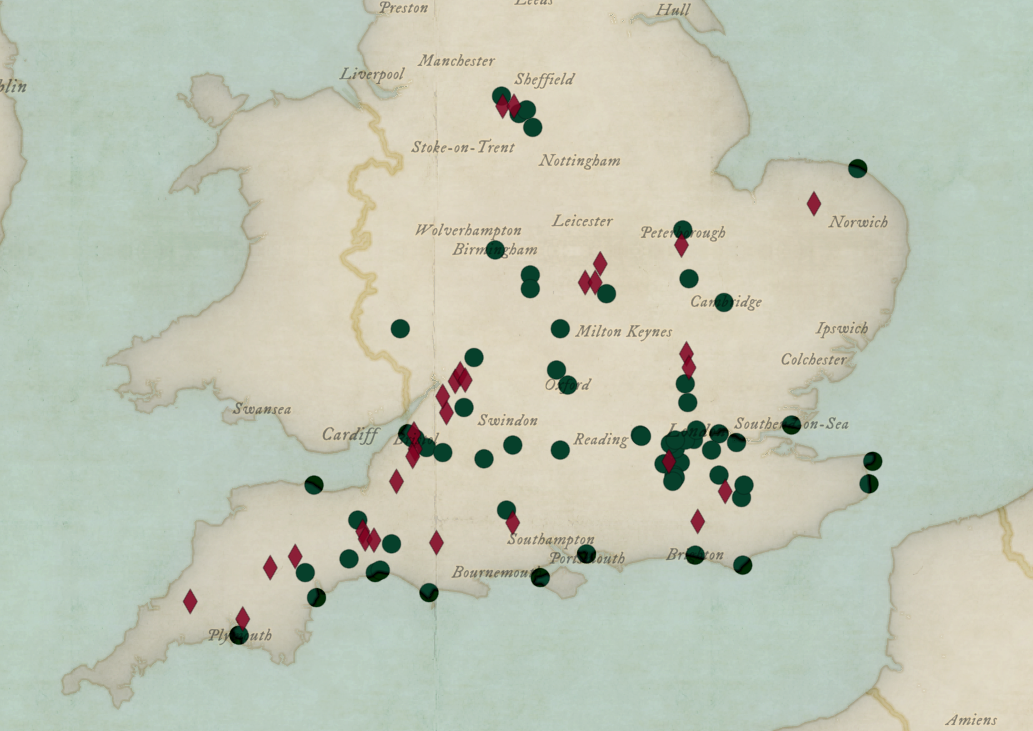 Preston
Leeds
Hull
Manchester
Liverpool
Sheffield
blin
Stoke-on-Trent
Nottingham
Leicester
Norwich
Wolverhampton
Peterborough
Birmingham
Cambridge
Ipswich
Milton Keynes
Colchester
Oxford
Swansea
Swindon
Southend-on-Sea
London
Cardiff
Bristol
Reading
Southampton
Portsmouth
Brighton
Bournemouth
Plymouth
Amiens